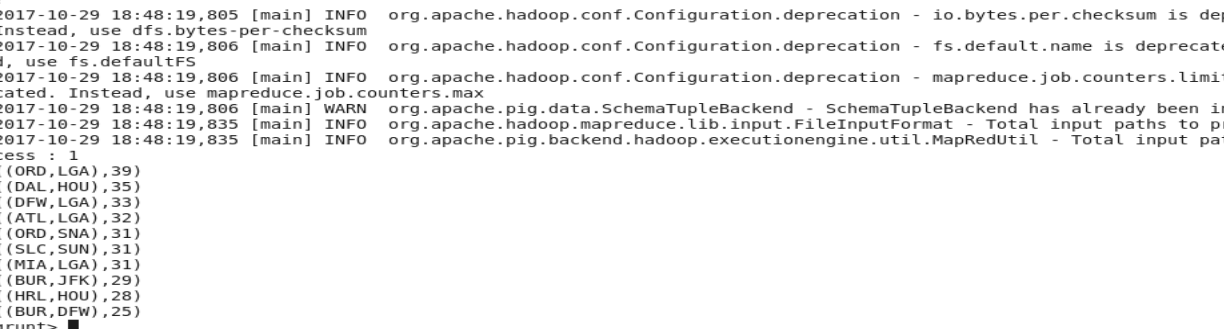 2017-10-29 18:48:19,805 [main] INFO  org.apache.hadoop.conf.Configuration.deprecation - io.bytes.per.checksum is
Instead, use dfs.bytes-per-checksum
2017-10-29 18:48:19,806 [main] INFO  org.apache.hadoop.conf.Configuration.deprecation - fs.default.name is
d, use fs.defaultFS
2017-10-29 18:48:19,806 [main] INFO  org.apache.hadoop.conf.Configuration.deprecation - mapreduce.job.counters.limi
cated. Instead, use mapreduce.job.counters.max
2017-10-29 18:48:19,806 [main] WARN  org.apache.pig.data.SchemaTupleBackend - SchemaTupleBackend has already been
2017-10-29 18:48:19,835 [main] INFO  org.apache.hadoop.mapreduce.lib.input.FileInputFormat - Total input paths to
2017-10-29 18:48:19,835 [main] INFO  org.apache.pig.backend.hadoop.executionengine.util.MapRedUtil - Total input
cess : 1
((ORD,LGA),39)
((DAL,HOU),35)
((DFW,LGA),33)
((ATL,LGA),32)
((ORD,SNA),31)
((SLC,SUN),31)
((MIA,LGA),31)
((BUR,JFK),29)
((HRL,HOU),28)
((BUR,DFW),25)
grunt>